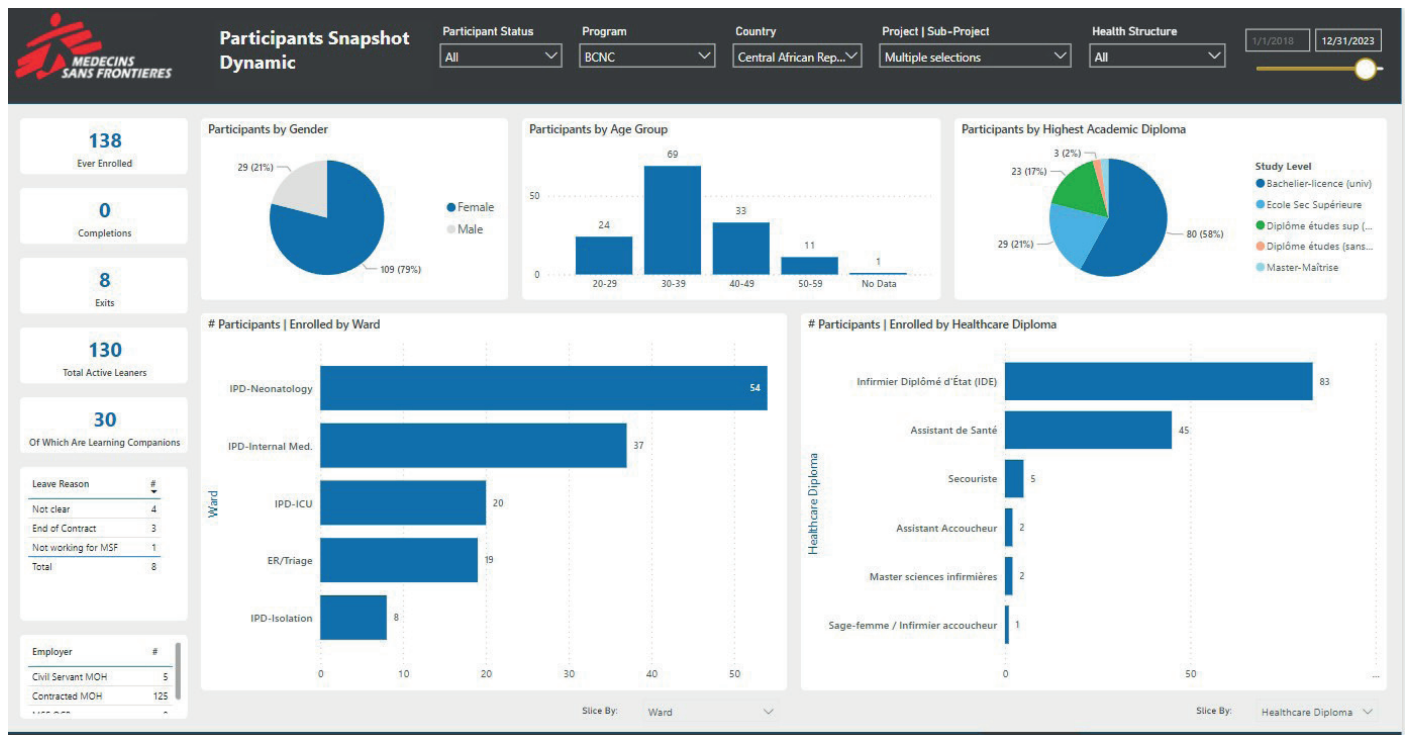 MEDECINS
SANS FRONTIERES
Participants Snapshot
Dynamic
Participant Status
All
Program
BCNC
Country
Central African Rep...
Project | Sub-Project
Multiple selections
Health Structure
All
1/1/2018
12/31/2023
138
Ever Enrolled
0
Completions
8
Exits
130
Total Active Leaners
30
Of Which Are Learning Companions
Leave Reason #
Not clear 4
End of Contract 3
Not working for MSF 1
Total 8
Employer #
Civil Servant MOH 5
Contracted MOH 125
Participants by Gender
29 (21%)
109 (79%)
Female
Male
Participants by Age Group
50
0
24
69
33
11
1
20-29
30-39
40-49
50-59
No Data
Participants by Highest Academic Diploma
3 (2%)
23 (17%)
29 (21%)
80 (58%)
Study Level
Bachelier-licence (univ)
Ecole Sec Supérieure
Diplôme études sup (...
Diplôme études (sans...
Master-Maîtrise
# Participants | Enrolled by Ward
Ward
IPD-Neonatology 54
IPD-Internal Med. 37
IPD-ICU 20
ER/Triage 19
IPD-Isolation 8
0 10 20 30 40 50
Slice By: Ward
# Participants | Enrolled by Healthcare Diploma
Healthcare Diploma
Infirmier Diplômé d'État (IDE) 83
Assistant de Santé 45
Secouriste 5
Assistant Accoucheur 2
Master sciences infirmières 2
Sage-femme / Infirmier accoucheur 1
0 50 ...
Slice By: Healthcare Diploma